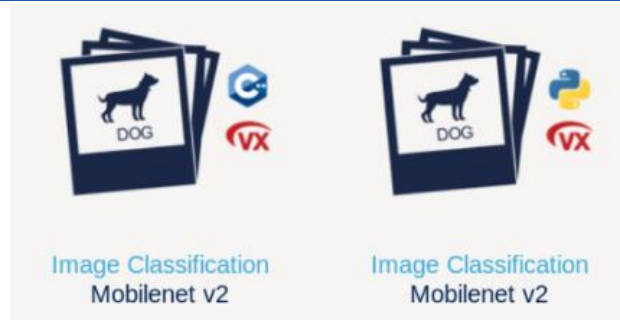 DOG
C++
VX
Image Classification
Mobilenet v2
DOG
VX
Image Classification
Mobilenet v2